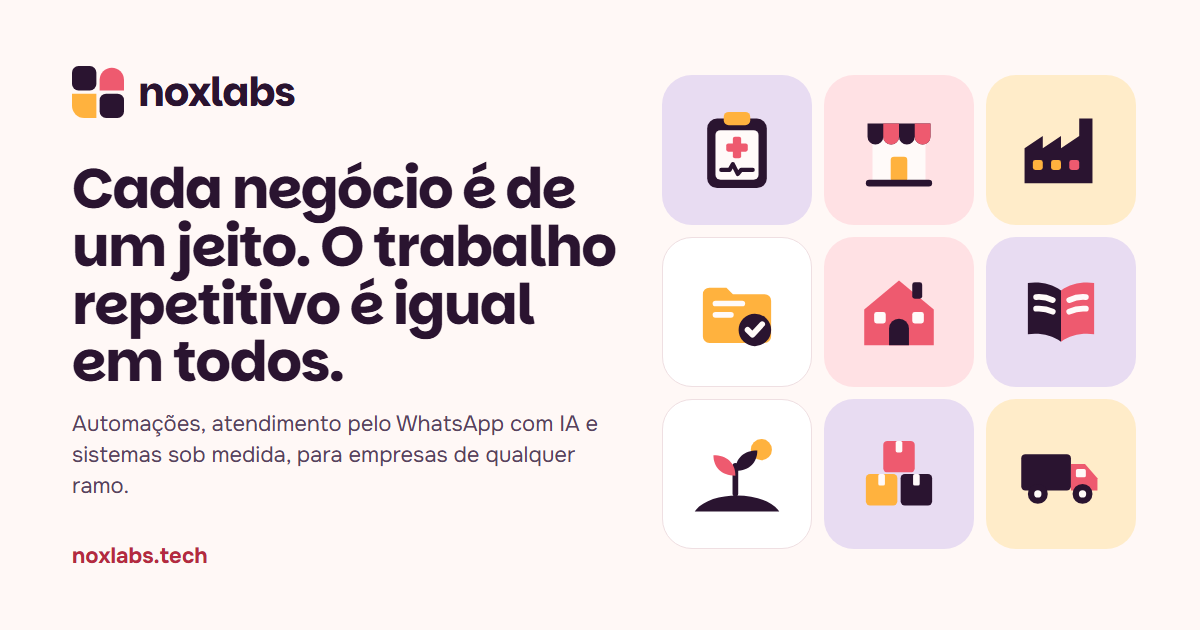 noxlabs
Cada negócio é de
um jeito. O trabalho
repetitivo é igual
em todos.
Automações, atendimento pelo WhatsApp com IA e
sistemas sob medida, para empresas de qualquer
ramo.
noxlabs.tech